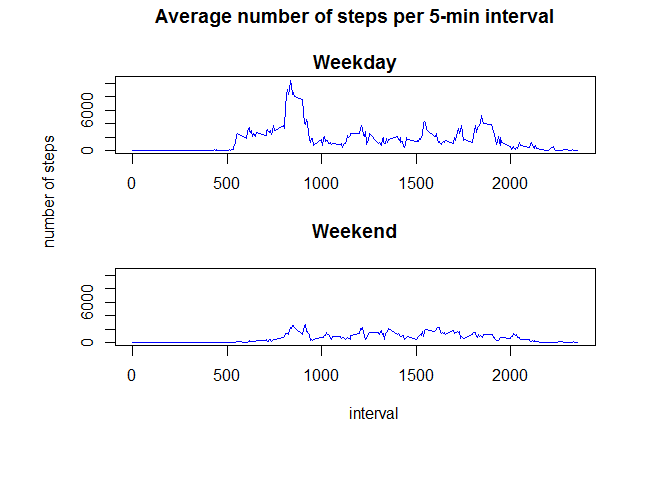 Average number of steps per 5-min interval
Weekday
number of steps
6000
0
0 500 1000 1500 2000
Weekend
6000
0
0 500 1000 1500 2000
interval